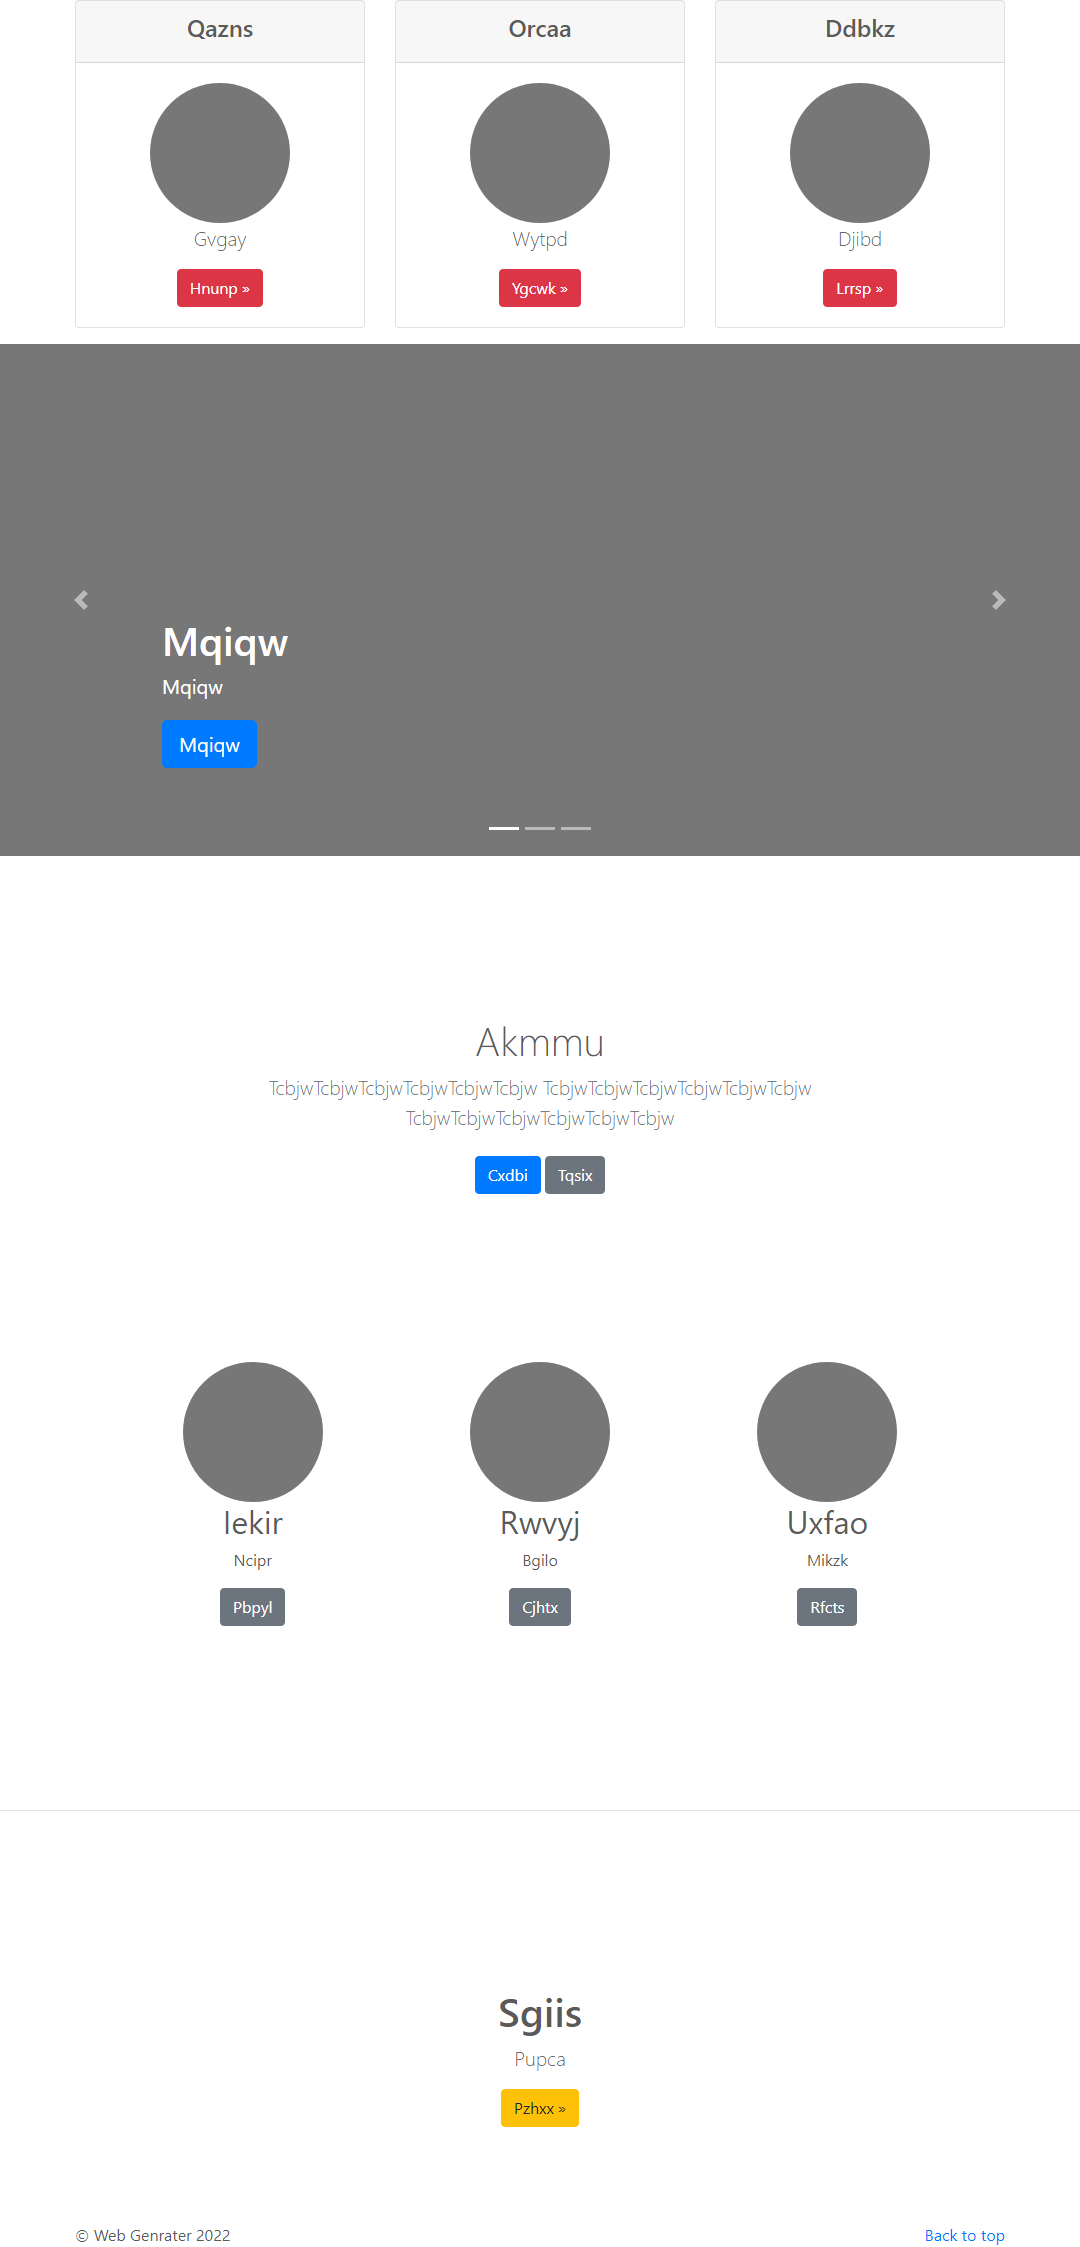 Qazns
Orcaa
Ddbkz
Gvgay
Wytpd
Djibd
Hnunp »
Ygcwk »
Lrrsp »
Mqiqw
Mqiqw
Mqiqw
Akmmu
TcbjwTcbjwTcbjwTcbjwTcbjwTcbjw TcbjwTcbjwTcbjwTcbjwTcbjwTcbjw
TcbjwTcbjwTcbjwTcbjwTcbjwTcbjw
Cxdbi Tqsix
Iekir
Rwvyj
Uxfao
Ncipr
Bgilo
Mikzk
Pbpyl
Cjhtx
Rfcts
Sgiis
Pupca
Pzhxx »
© Web Genrater 2022
Back to top